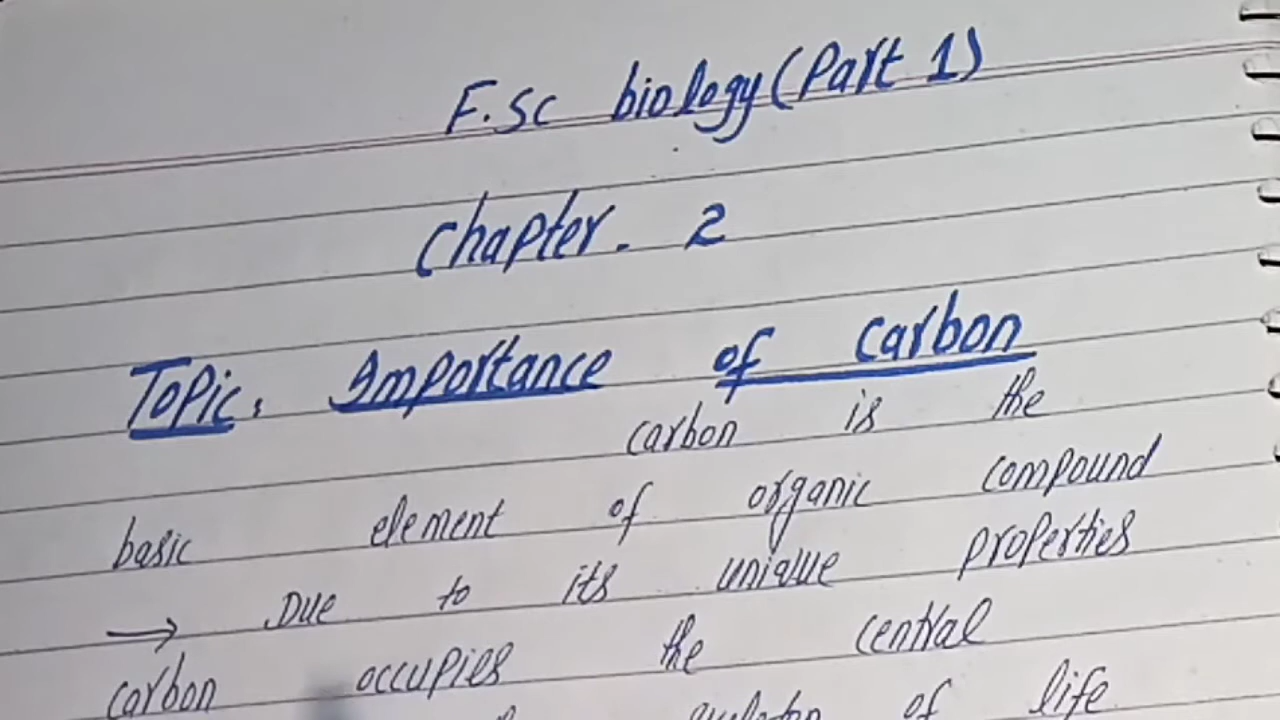 F.SC biology (Part 1)
Chapter. 2
Topic: Importance of carbon
carbon is the
basic element of organic compound
→ Due to its unique properties
carbon occupies the central
of life